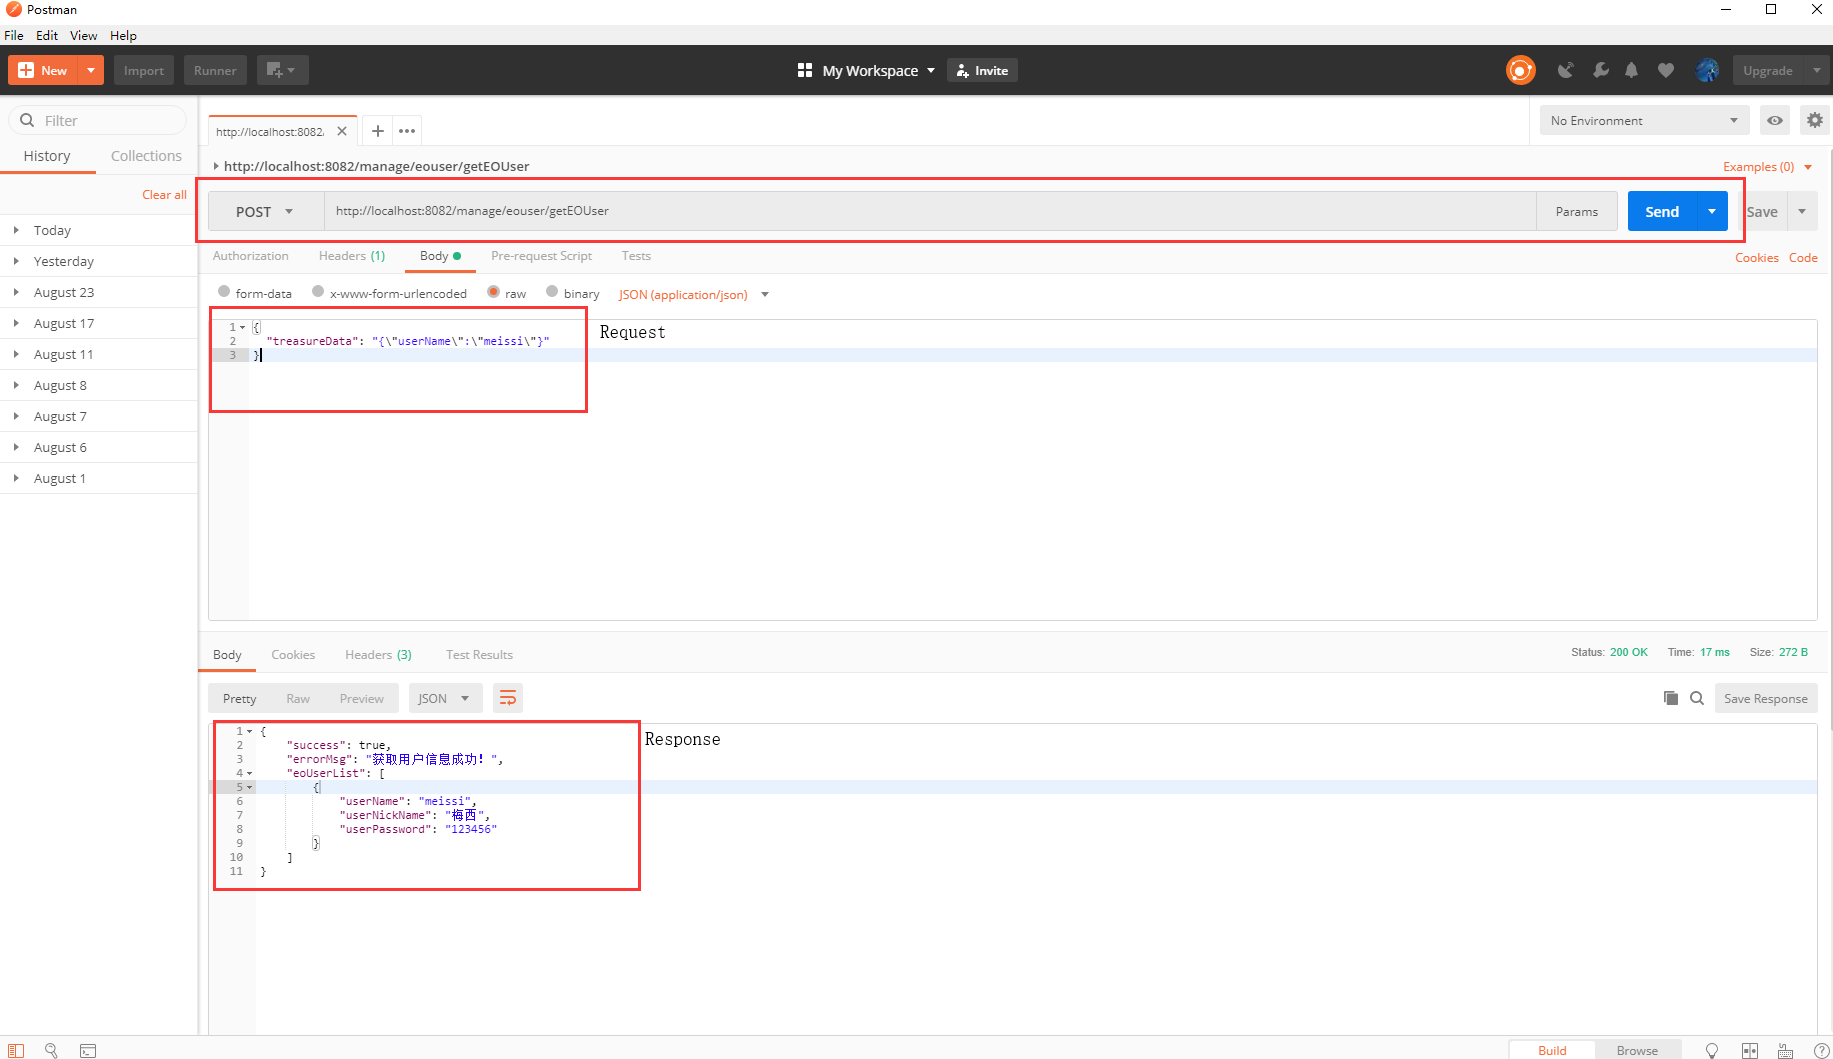 Postman
File Edit View Help
New Import Runner My Workspace Invite Upgrade
Filter
History Collections
Clear all
Today
Yesterday
August 23
August 17
August 11
August 8
August 7
August 6
August 1
http://localhost:8082/
No Environment
http://localhost:8082/manage/eouser/getEOUser
Examples (0)
POST http://localhost:8082/manage/eouser/getEOUser Params Send Save
Authorization Headers (1) Body Pre-request Script Tests
Cookies Code
form-data x-www-form-urlencoded raw binary JSON (application/json)
1 {
2 "treasureData": "{\"userName\":\"meissi\"}"
3 }
Request
Body Cookies Headers (3) Test Results
Status: 200 OK Time: 17 ms Size: 272 B
Pretty Raw Preview JSON
Save Response
1 {
2 "success": true,
3 "errorMsg": "获取用户信息成功！",
4 "eoUserList": [
5 {
6 "userName": "meissi",
7 "userNickName": "梅西",
8 "userPassword": "123456"
9 }
10 ]
11 }
Response
Build Browse